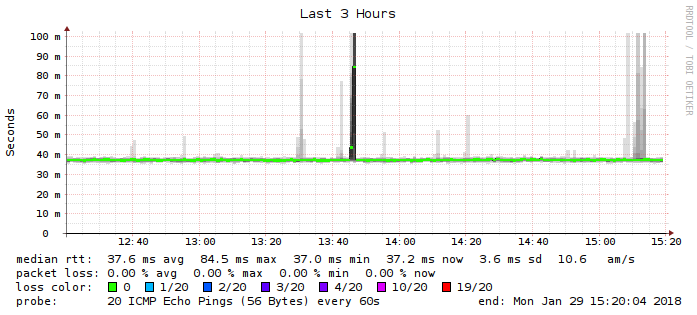 Last 3 Hours
RRDTOOL / TOBI OETIKER
Seconds
100 m
90 m
80 m
70 m
60 m
50 m
40 m
30 m
20 m
10 m
0
12:40 13:00 13:20 13:40 14:00 14:20 14:40 15:00 15:20
median rtt: 37.6 ms avg 84.5 ms max 37.0 ms min 37.2 ms now 3.6 ms sd 10.6 am/s
packet loss: 0.00 % avg 0.00 % max 0.00 % min 0.00 % now
loss color: 0 1/20 2/20 3/20 4/20 10/20 19/20
probe: 20 ICMP Echo Pings (56 Bytes) every 60s end: Mon Jan 29 15:20:04 2018